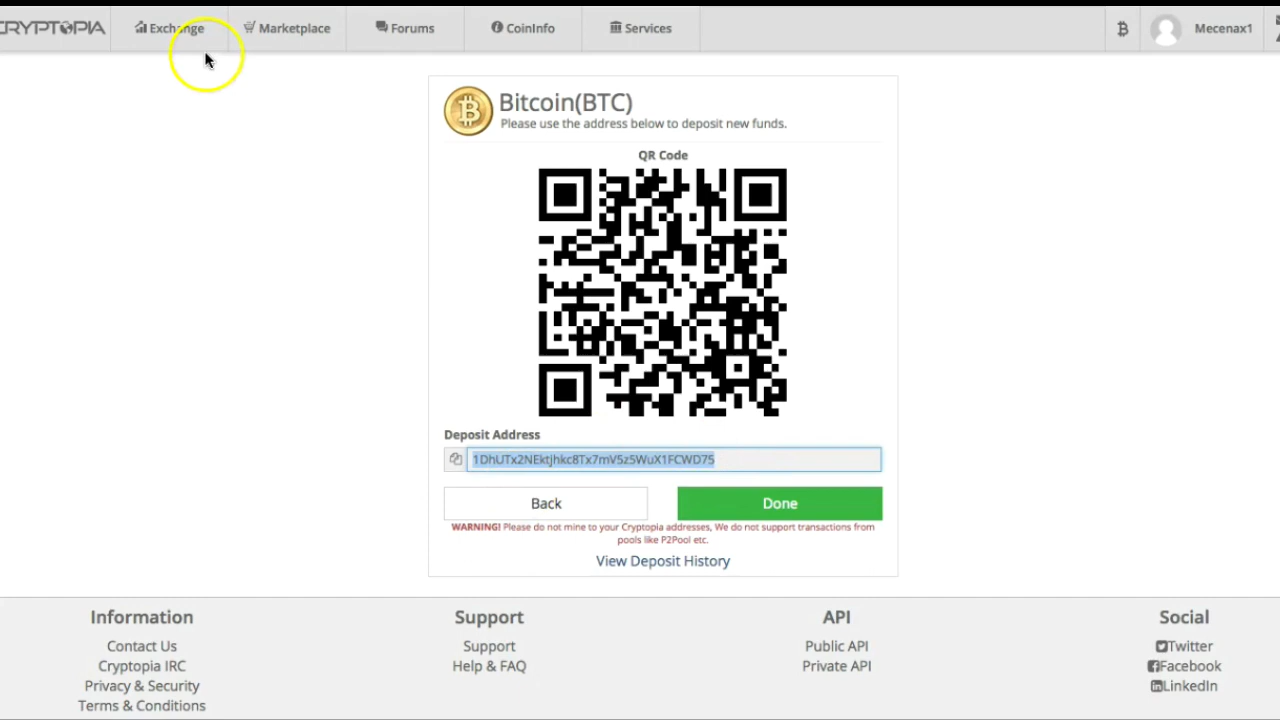 CRYPTOPIA Exchange Marketplace Forums CoinInfo Services Mecenax1
Bitcoin(BTC)
Please use the address below to deposit new funds.
QR Code
Deposit Address
1DhUTx2NEktjhkc8Tx7mV5z5WuX1FCWD75
Back Done
WARNING! Please do not mine to your Cryptopia addresses, We do not support transactions from
pools like P2Pool etc.
View Deposit History
Information Support API Social
Contact Us Support Public API Twitter
Cryptopia IRC Help & FAQ Private API Facebook
Privacy & Security LinkedIn
Terms & Conditions